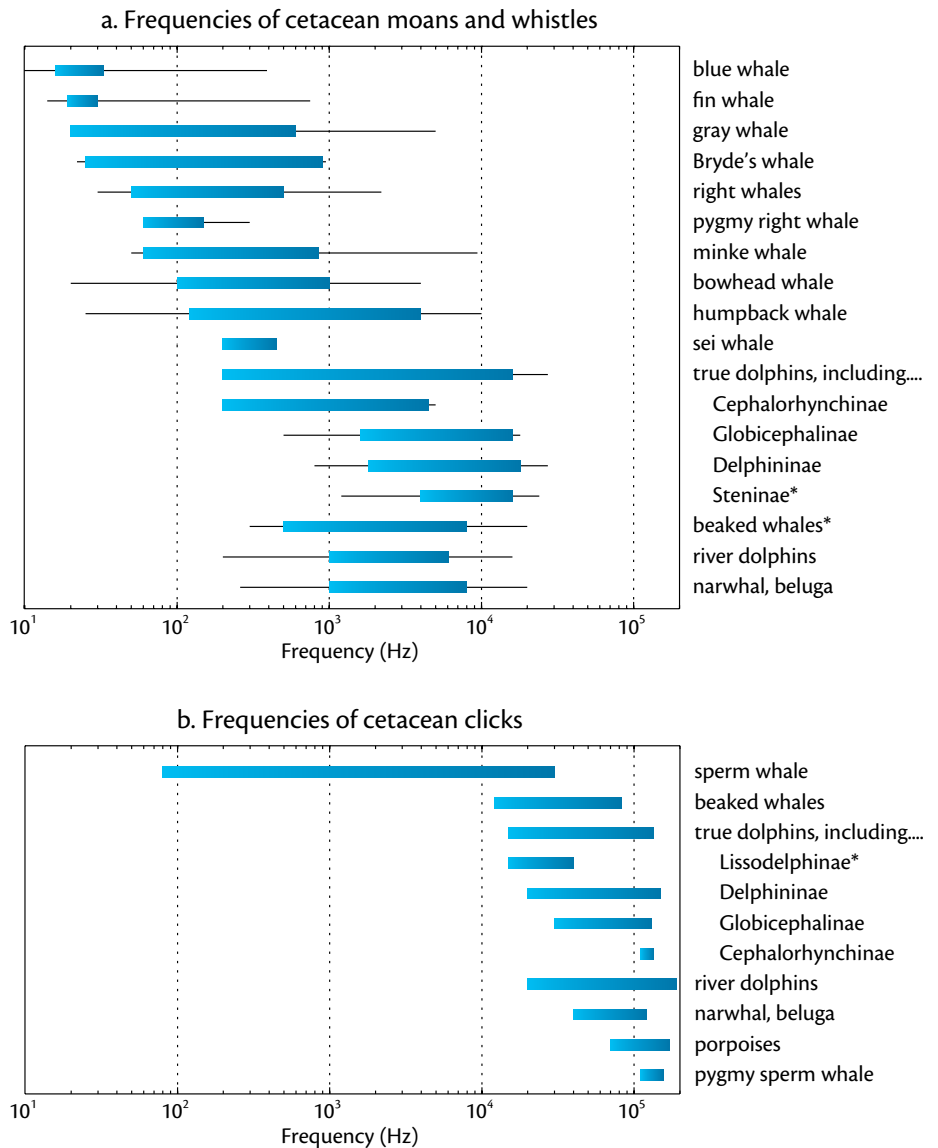 a. Frequencies of cetacean moans and whistles
blue whale
fin whale
gray whale
Bryde's whale
right whales
pygmy right whale
minke whale
bowhead whale
humpback whale
sei whale
true dolphins, including....
Cephalorhynchinae
Globicephalinae
Delphininae
Steninae*
beaked whales*
river dolphins
narwhal, beluga
10¹ 10² 10³ 10⁴ 10⁵
Frequency (Hz)
b. Frequencies of cetacean clicks
sperm whale
beaked whales
true dolphins, including....
Lissodelphinae*
Delphininae
Globicephalinae
Cephalorhynchinae
river dolphins
narwhal, beluga
porpoises
pygmy sperm whale
10¹ 10² 10³ 10⁴ 10⁵
Frequency (Hz)